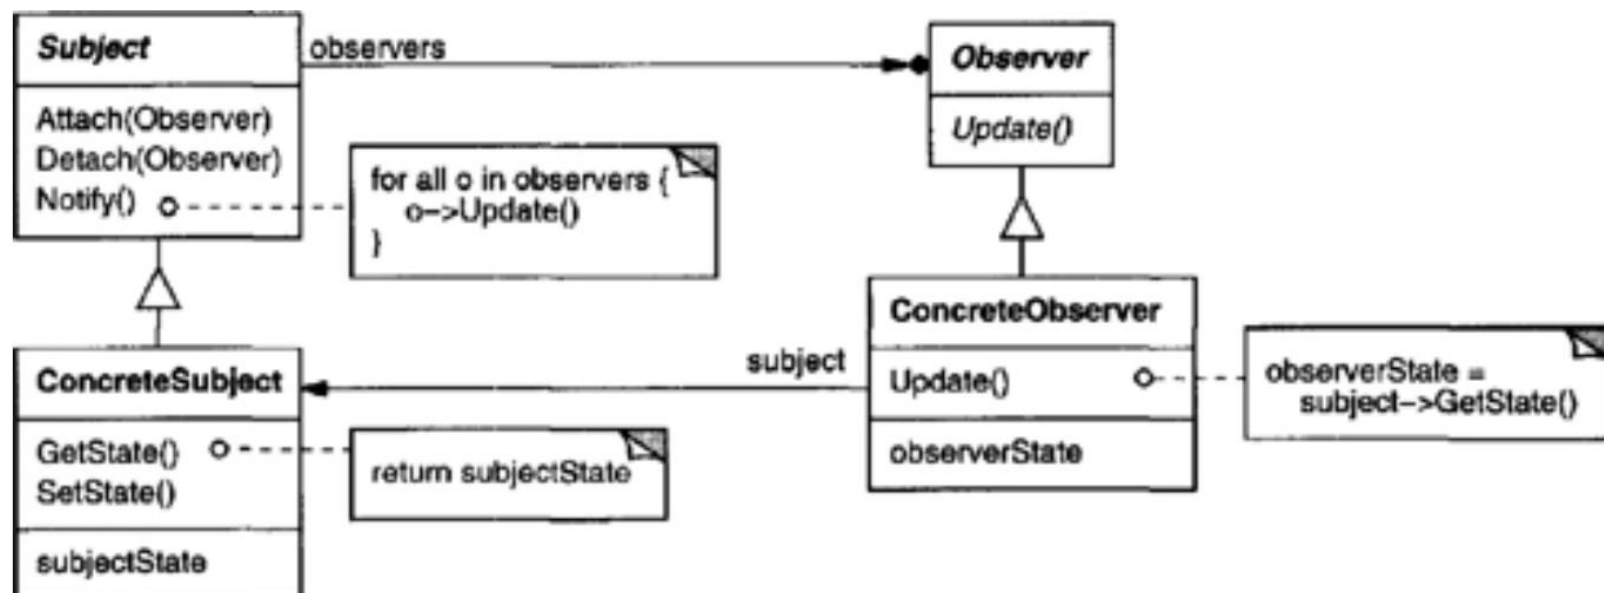 Subject
Attach(Observer)
Detach(Observer)
Notify()
observers
for all o in observers {
o->Update()
}
Observer
Update()
ConcreteSubject
GetState()
SetState()
subjectState
return subjectState
subject
ConcreteObserver
Update()
observerState
observerState =
subject->GetState()